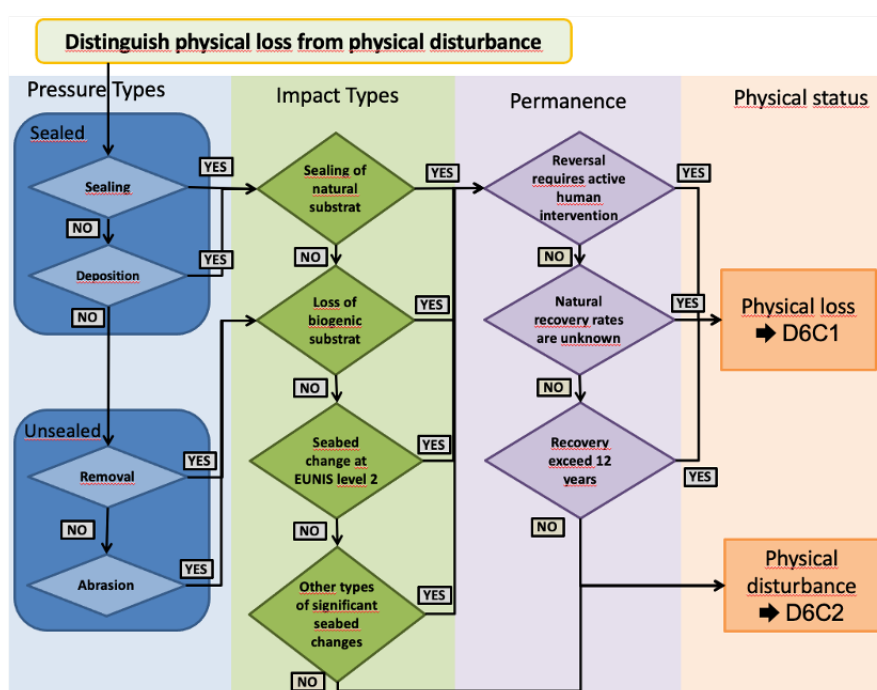 Distinguish physical loss from physical disturbance
Pressure Types
Impact Types
Permanence
Physical status
Sealed
Sealing
YES
NO
Deposition
YES
NO
Unsealed
Removal
YES
NO
Abrasion
YES
Sealing of
natural
substrat
YES
NO
Loss of
biogenic
substrat
YES
NO
Seabed
change at
EUNIS level 2
YES
NO
Other types
of significant
seabed
changes
YES
NO
Reversal
requires active
human
intervention
YES
NO
Natural
recovery rates
are unknown
YES
NO
Recovery
exceed 12
years
YES
NO
Physical loss
➡ D6C1
Physical
disturbance
➡ D6C2